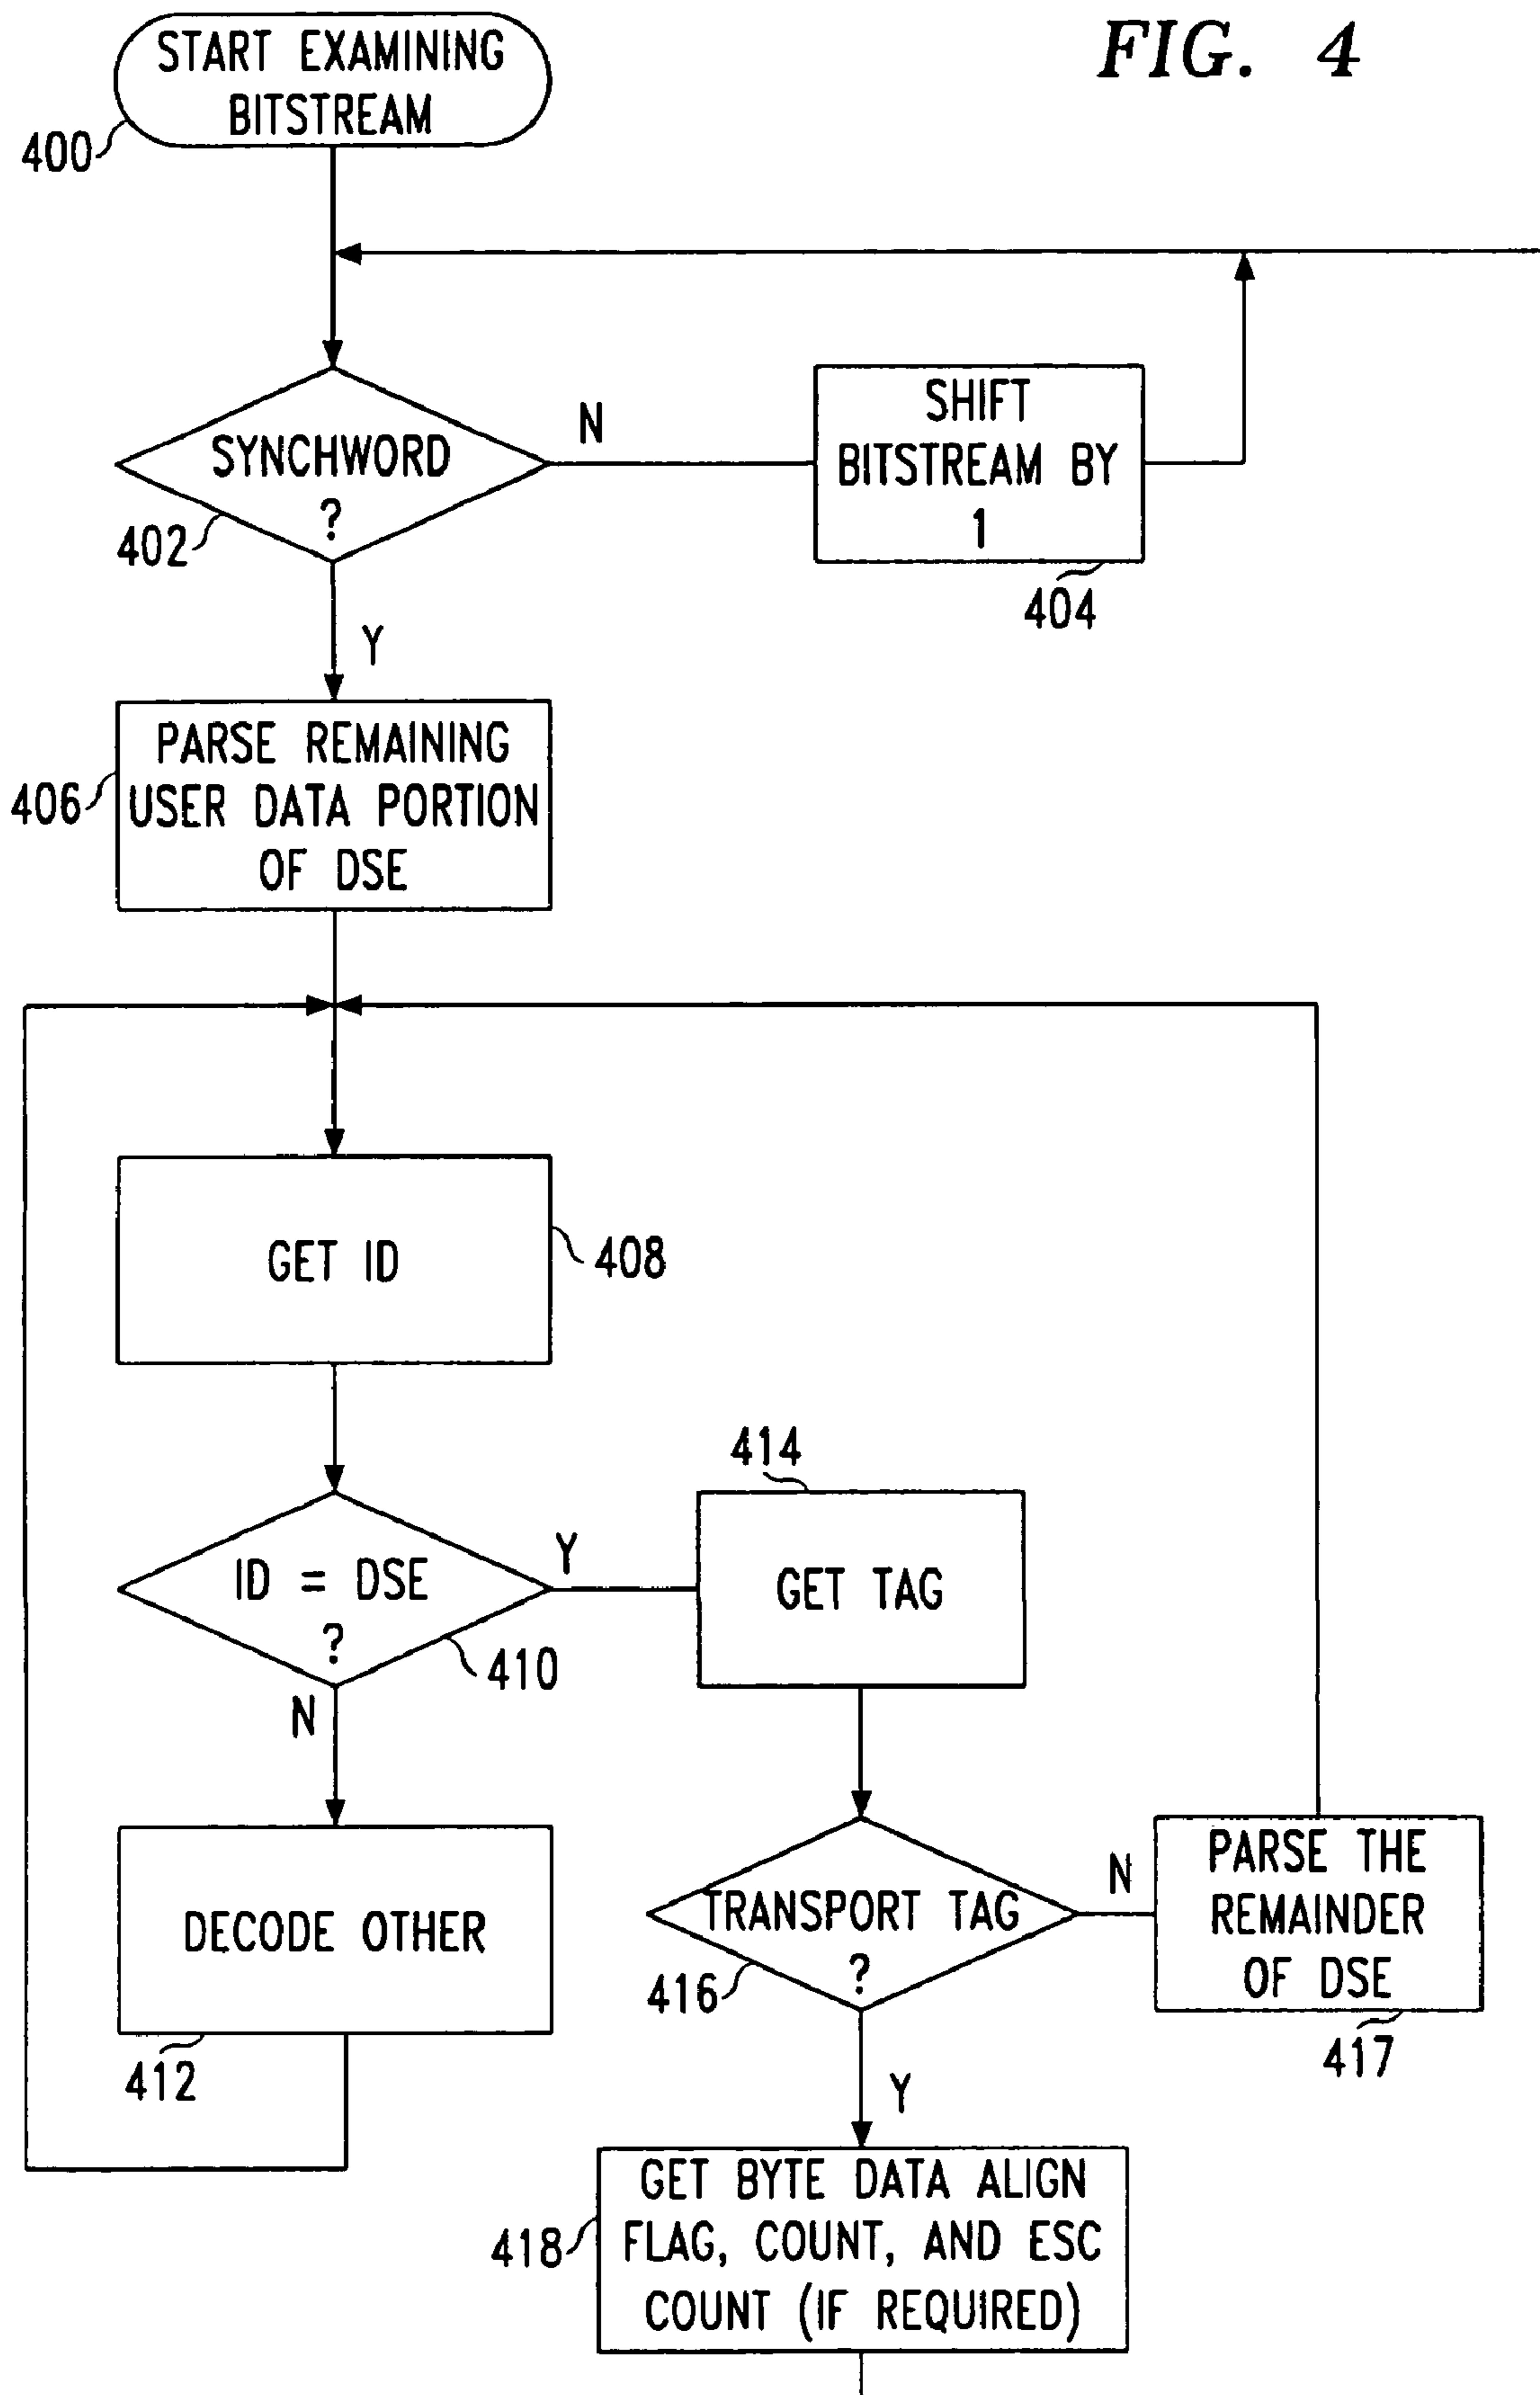 FIG. 4
START EXAMINING
BITSTREAM
400
SYNCHWORD
?
402
N
SHIFT
BITSTREAM BY
1
404
Y
PARSE REMAINING
USER DATA PORTION
OF DSE
406
GET ID
408
ID = DSE
?
410
Y
414
GET TAG
N
DECODE OTHER
412
TRANSPORT TAG
?
416
N
PARSE THE
REMAINDER
OF DSE
417
Y
GET BYTE DATA ALIGN
FLAG, COUNT, AND ESC
COUNT (IF REQUIRED)
418